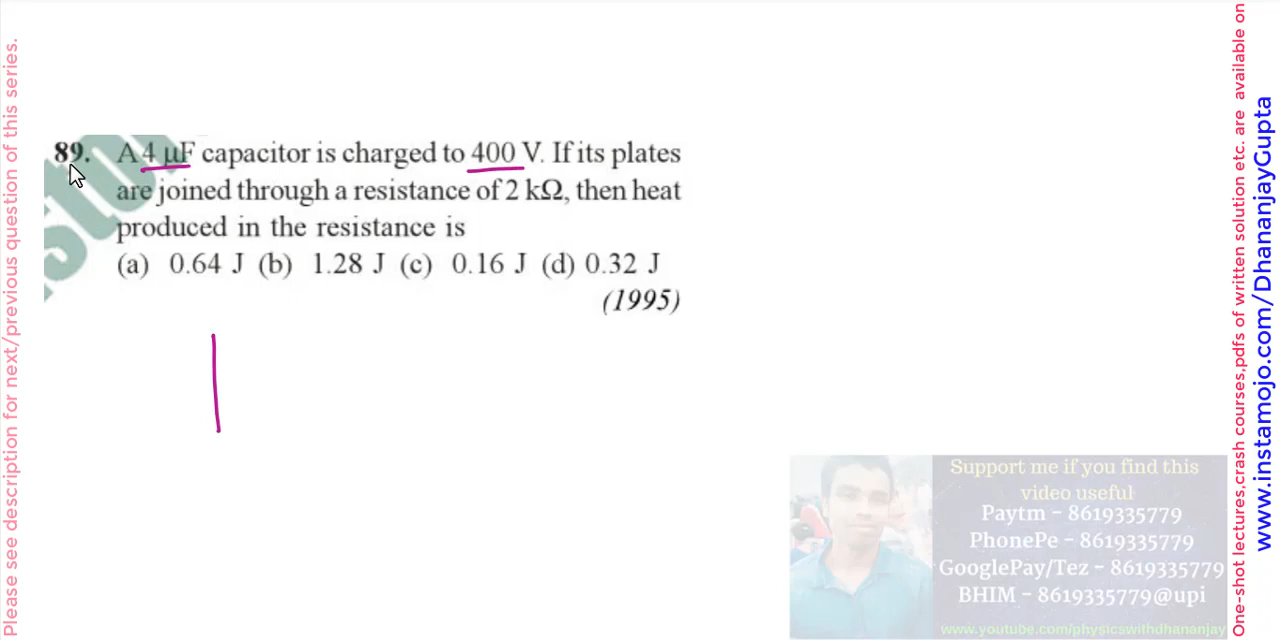 Please see description for next/previous question of this series.
89. A 4 μF capacitor is charged to 400 V. If its plates
are joined through a resistance of 2 kΩ, then heat
produced in the resistance is
(a) 0.64 J (b) 1.28 J (c) 0.16 J (d) 0.32 J
(1995)
Support me if you find this
video useful
Paytm - 8619335779
PhonePe - 8619335779
GooglePay/Tez - 8619335779
BHIM - 8619335779@upi
www.youtube.com/physicswithdhananjay
One-shot lectures,crash courses,pdfs of written solution etc. are available on
www.instamojo.com/DhananjayGupta